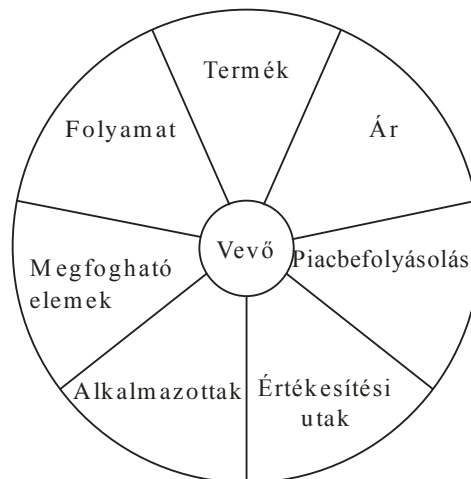 Termék
Folyamat
Ár
Vevő
Piacbefolyásolás
Megfogható
elemek
Alkalmazottak
Értékesítési
utak